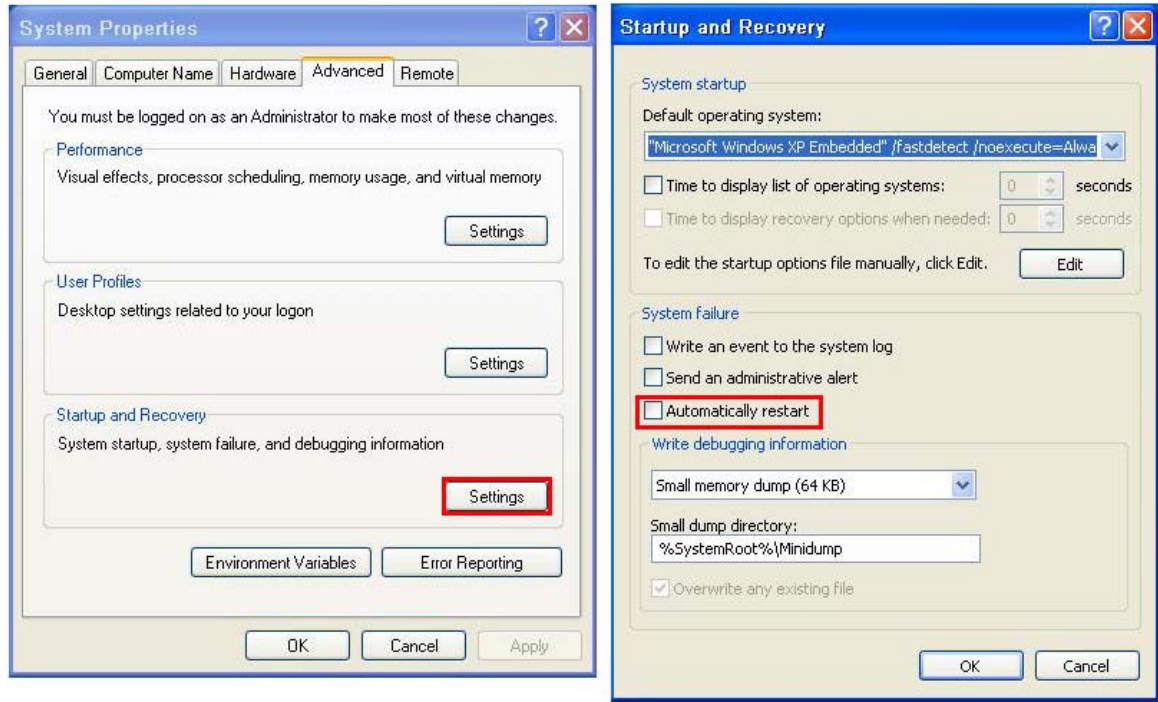 System Properties
General Computer Name Hardware Advanced Remote
You must be logged on as an Administrator to make most of these changes.
Performance
Visual effects, processor scheduling, memory usage, and virtual memory
Settings
User Profiles
Desktop settings related to your logon
Settings
Startup and Recovery
System startup, system failure, and debugging information
Settings
Environment Variables Error Reporting
OK Cancel Apply
Startup and Recovery
System startup
Default operating system:
"Microsoft Windows XP Embedded" /fastdetect /noexecute=Alwa
Time to display list of operating systems: 0 seconds
Time to display recovery options when needed: 0 seconds
To edit the startup options file manually, click Edit. Edit
System failure
Write an event to the system log
Send an administrative alert
Automatically restart
Write debugging information
Small memory dump (64 KB)
Small dump directory:
%SystemRoot%\Minidump
Overwrite any existing file
OK Cancel